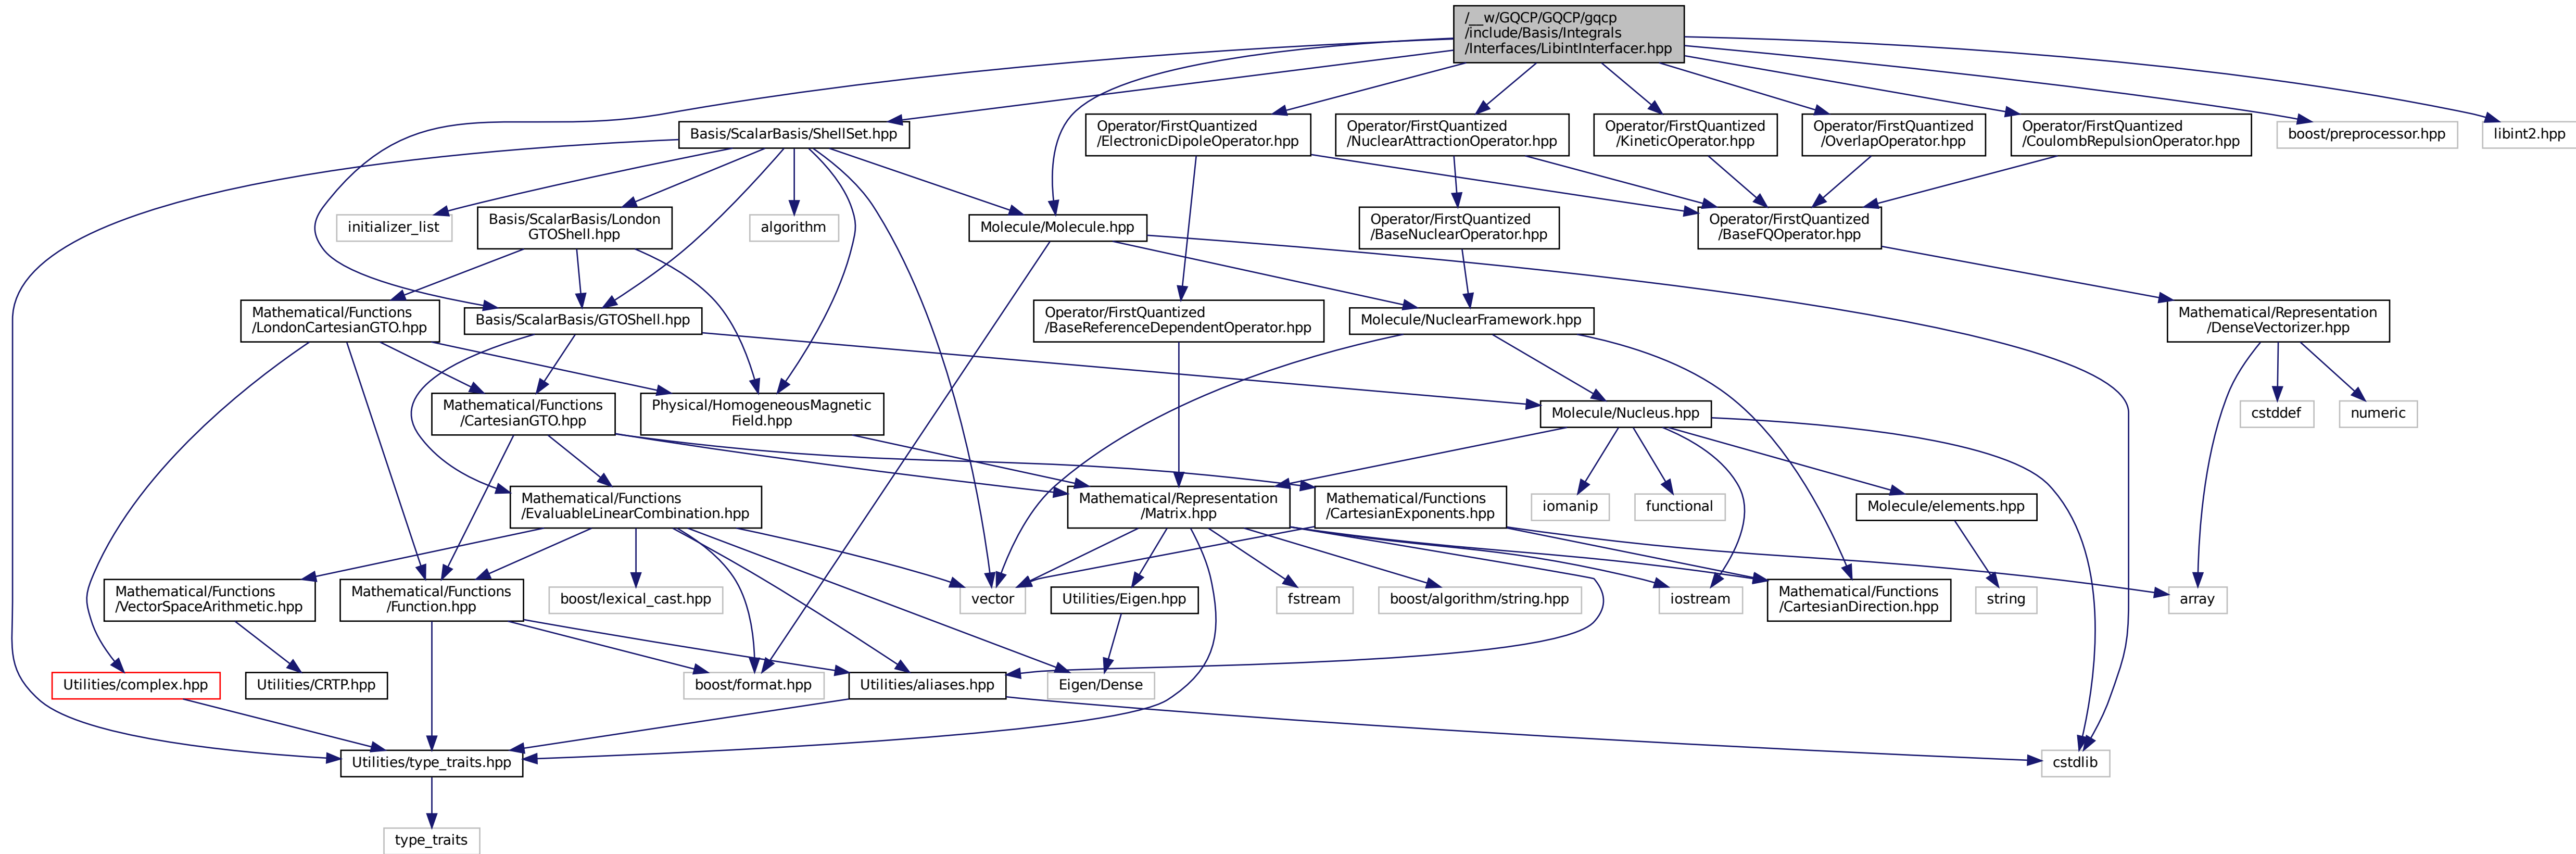 /__w/GQCP/GQCP/gqcp
/include/Basis/Integrals
/Interfaces/LibintInterfacer.hpp
Basis/ScalarBasis/ShellSet.hpp
Operator/FirstQuantized
/ElectronicDipoleOperator.hpp
Operator/FirstQuantized
/NuclearAttractionOperator.hpp
Operator/FirstQuantized
/KineticOperator.hpp
Operator/FirstQuantized
/OverlapOperator.hpp
Operator/FirstQuantized
/CoulombRepulsionOperator.hpp
boost/preprocessor.hpp
libint2.hpp
initializer_list
Basis/ScalarBasis/London
GTOShell.hpp
algorithm
Molecule/Molecule.hpp
Operator/FirstQuantized
/BaseNuclearOperator.hpp
Operator/FirstQuantized
/BaseFQOperator.hpp
Mathematical/Functions
/LondonCartesianGTO.hpp
Basis/ScalarBasis/GTOShell.hpp
Operator/FirstQuantized
/BaseReferenceDependentOperator.hpp
Molecule/NuclearFramework.hpp
Mathematical/Representation
/DenseVectorizer.hpp
Mathematical/Functions
/CartesianGTO.hpp
Physical/HomogeneousMagnetic
Field.hpp
Molecule/Nucleus.hpp
cstddef
numeric
Mathematical/Functions
/EvaluableLinearCombination.hpp
Mathematical/Representation
/Matrix.hpp
Mathematical/Functions
/CartesianExponents.hpp
iomanip
functional
Molecule/elements.hpp
Mathematical/Functions
/VectorSpaceArithmetic.hpp
Mathematical/Functions
/Function.hpp
boost/lexical_cast.hpp
vector
Utilities/Eigen.hpp
fstream
boost/algorithm/string.hpp
iostream
Mathematical/Functions
/CartesianDirection.hpp
string
array
Utilities/complex.hpp
Utilities/CRTP.hpp
boost/format.hpp
Utilities/aliases.hpp
Eigen/Dense
Utilities/type_traits.hpp
cstdlib
type_traits